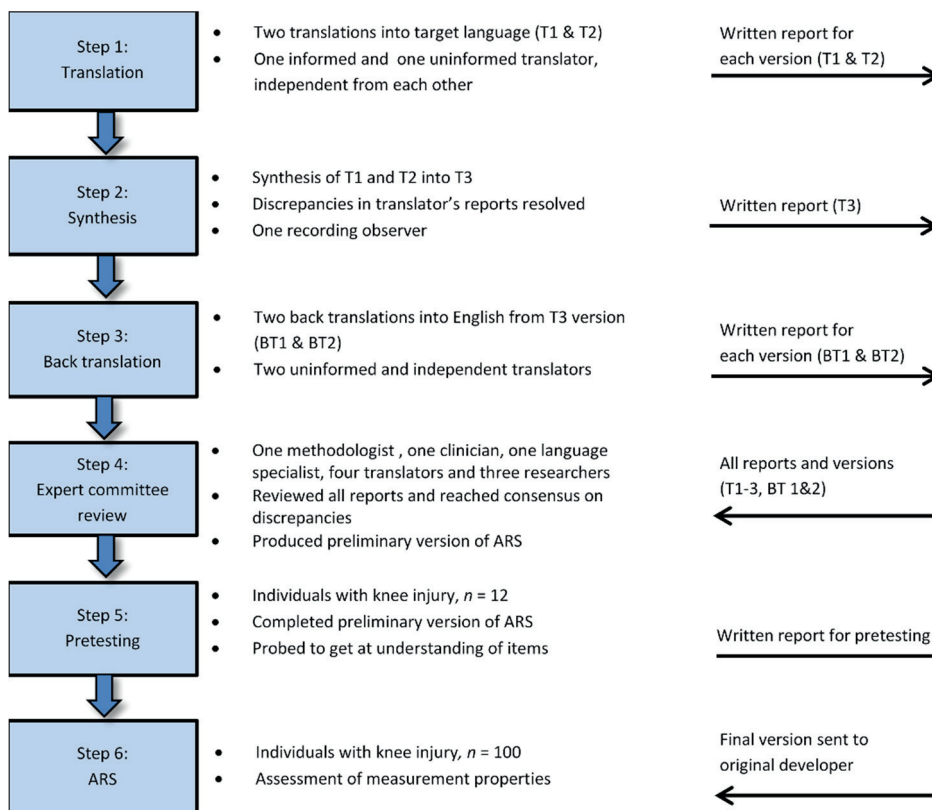 Step 1:
Translation
• Two translations into target language (T1 & T2)
• One informed and one uninformed translator,
independent from each other
Written report for
each version (T1 & T2)
Step 2:
Synthesis
• Synthesis of T1 and T2 into T3
• Discrepancies in translator's reports resolved
• One recording observer
Written report (T3)
Step 3:
Back translation
• Two back translations into English from T3 version
(BT1 & BT2)
• Two uninformed and independent translators
Written report for
each version (BT1 & BT2)
Step 4:
Expert committee
review
• One methodologist , one clinician, one language
specialist, four translators and three researchers
• Reviewed all reports and reached consensus on
discrepancies
• Produced preliminary version of ARS
All reports and versions
(T1-3, BT 1&2)
Step 5:
Pretesting
• Individuals with knee injury, n = 12
• Completed preliminary version of ARS
• Probed to get at understanding of items
Written report for pretesting
Step 6:
ARS
• Individuals with knee injury, n = 100
• Assessment of measurement properties
Final version sent to
original developer